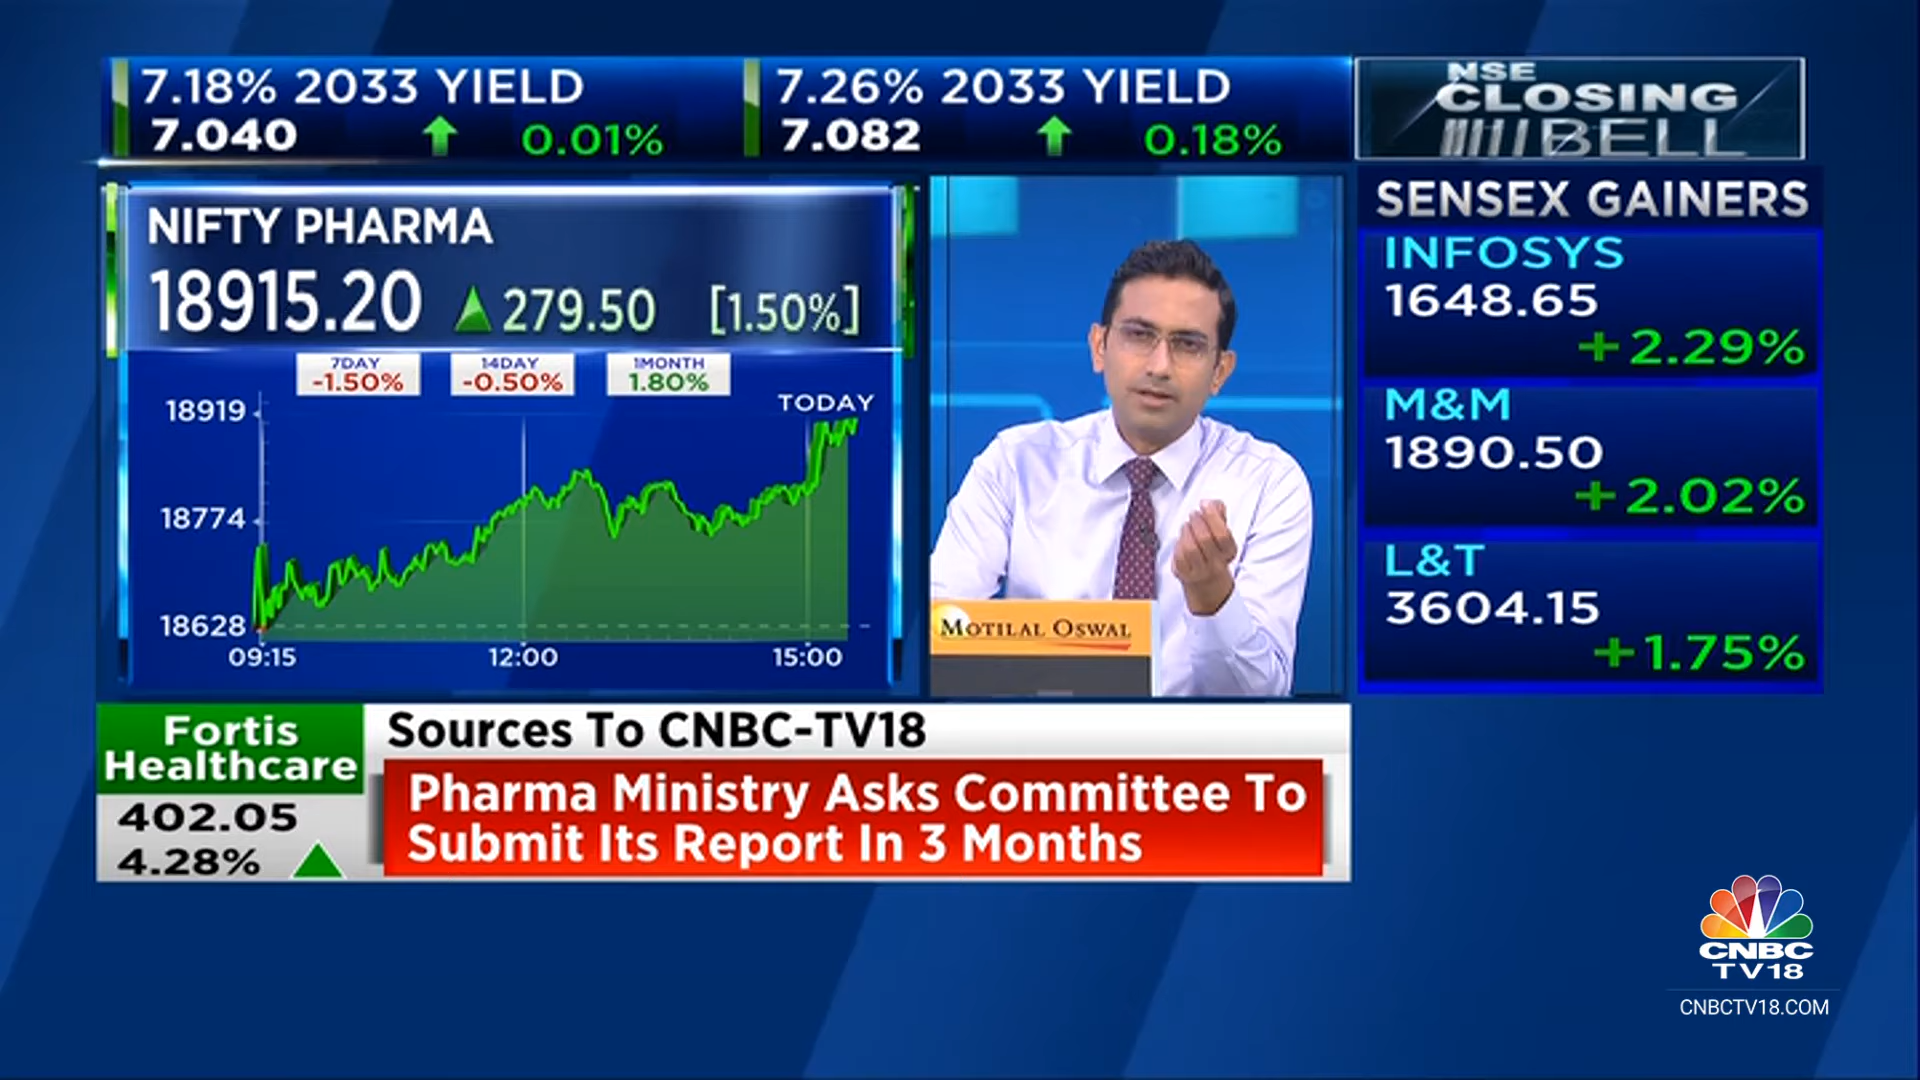 7.18% 2033 YIELD
7.040 0.01%
7.26% 2033 YIELD
7.082 0.18%
NSE
CLOSING
BELL
NIFTY PHARMA
18915.20 ▲ 279.50 [1.50%]
7DAY
-1.50%
14DAY
-0.50%
1MONTH
1.80%
TODAY
18919
18774
18628
09:15 12:00 15:00
MOTILAL OSWAL
SENSEX GAINERS
INFOSYS
1648.65
+2.29%
M&M
1890.50
+2.02%
L&T
3604.15
+1.75%
Fortis
Healthcare
402.05
4.28%
Sources To CNBC-TV18
Pharma Ministry Asks Committee To
Submit Its Report In 3 Months
CNBC
TV18
CNBCTV18.COM